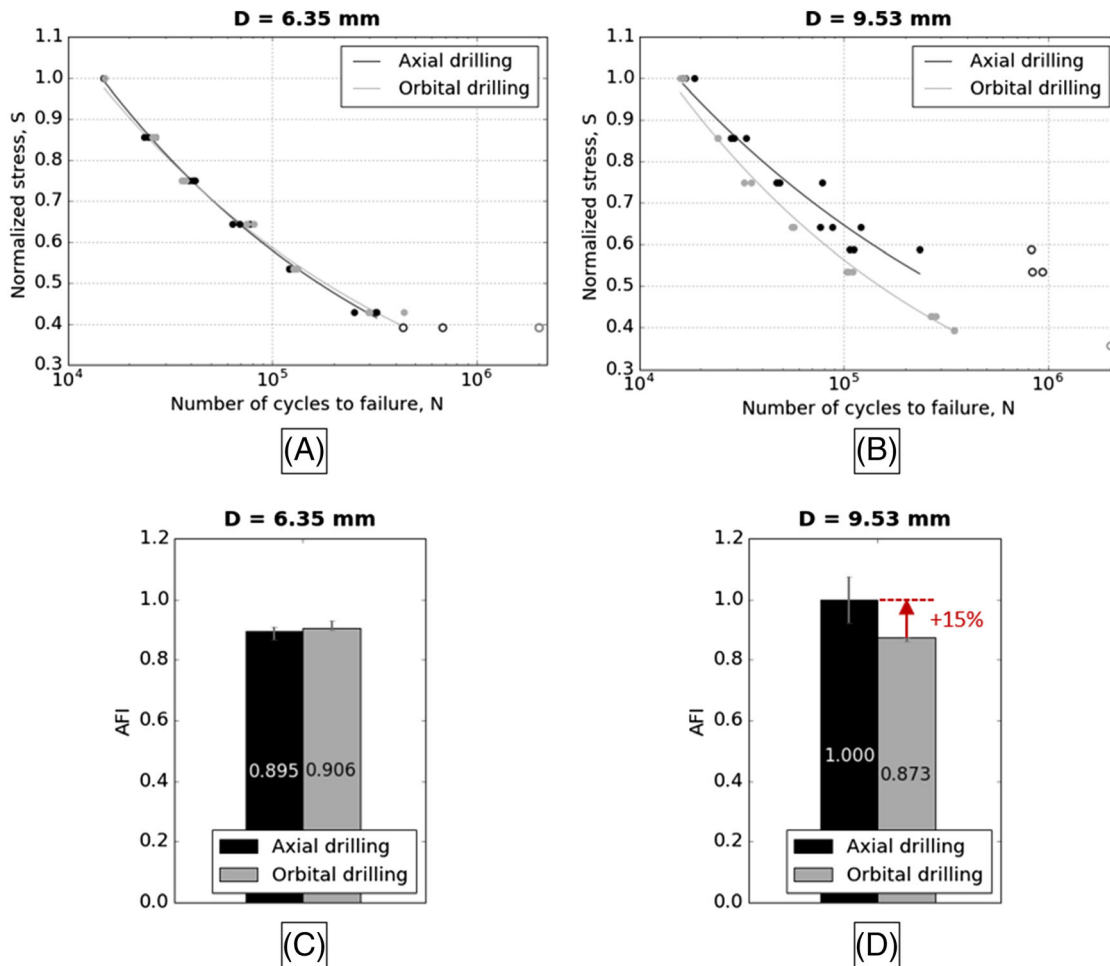 D = 6.35 mm
1.1
1.0
0.9
0.8
0.7
0.6
0.5
0.4
0.3
Normalized stress, S
Axial drilling
Orbital drilling
10^4
10^5
10^6
Number of cycles to failure, N
(A)
D = 9.53 mm
1.1
1.0
0.9
0.8
0.7
0.6
0.5
0.4
0.3
Normalized stress, S
Axial drilling
Orbital drilling
10^4
10^5
10^6
Number of cycles to failure, N
(B)
D = 6.35 mm
1.2
1.0
0.8
0.6
0.4
0.2
0.0
AFI
0.895
0.906
Axial drilling
Orbital drilling
(C)
D = 9.53 mm
1.2
1.0
0.8
0.6
0.4
0.2
0.0
AFI
+15%
1.000
0.873
Axial drilling
Orbital drilling
(D)